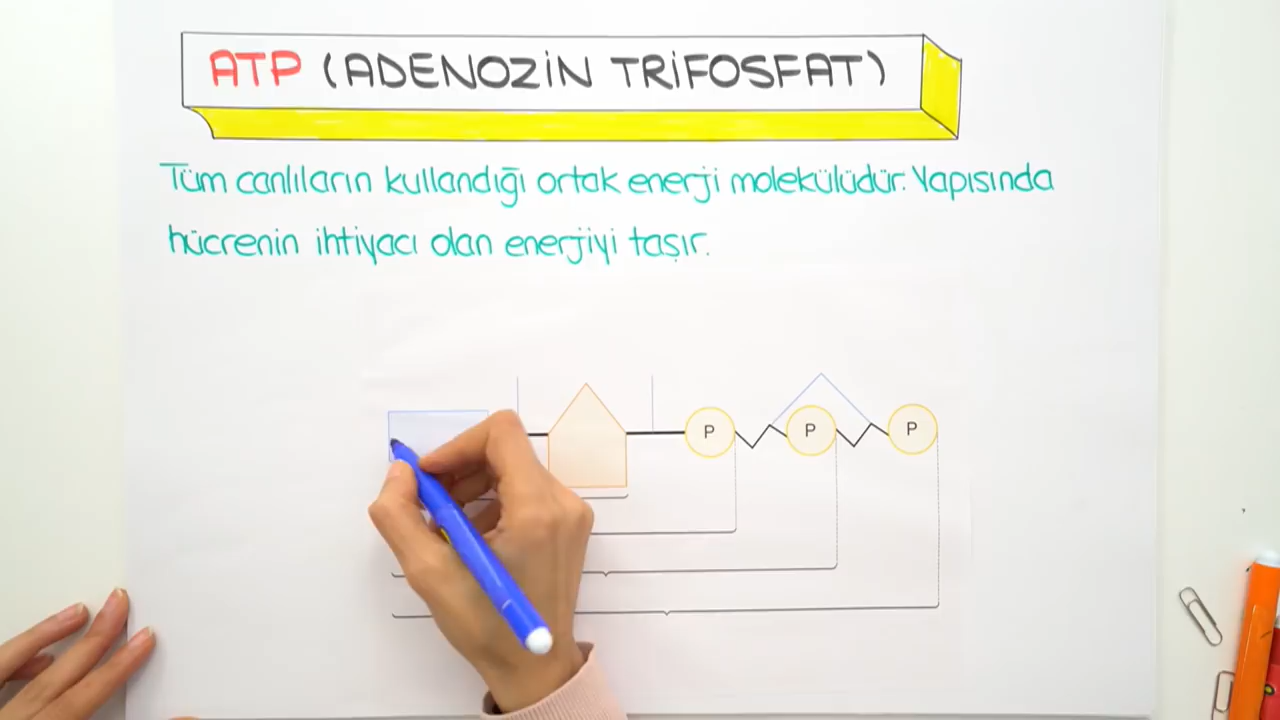 ATP (ADENOZİN TRİFOSFAT)
Tüm canlıların kullandığı ortak enerji molekülüdür. Yapısında
hücrenin ihtiyacı olan enerjiyi taşır.
P P P